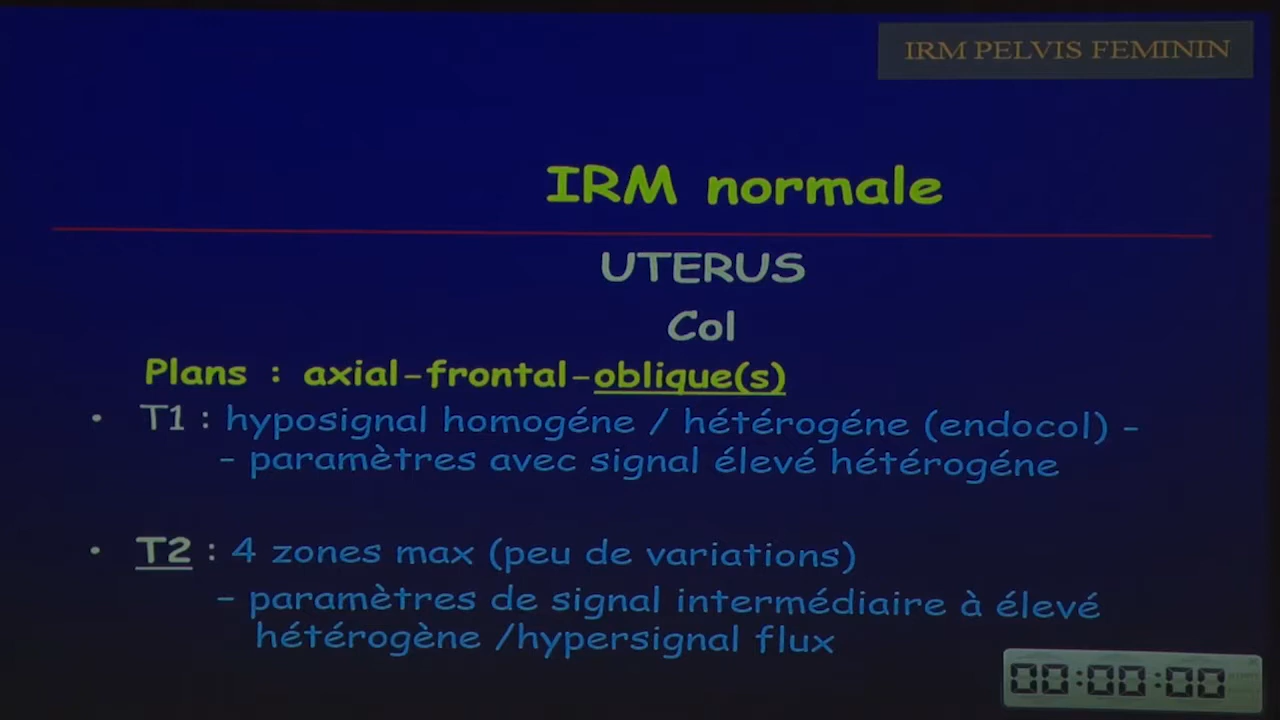 IRM PELVIS FEMININ
IRM normale
UTERUS
Col
Plans : axial-frontal-oblique(s)
• T1 : hyposignal homogéne / hétérogéne (endocol) -
- paramètres avec signal élevé hétérogéne
• T2 : 4 zones max (peu de variations)
- paramètres de signal intermédiaire à élevé
hétérogène /hypersignal flux
00:00:00